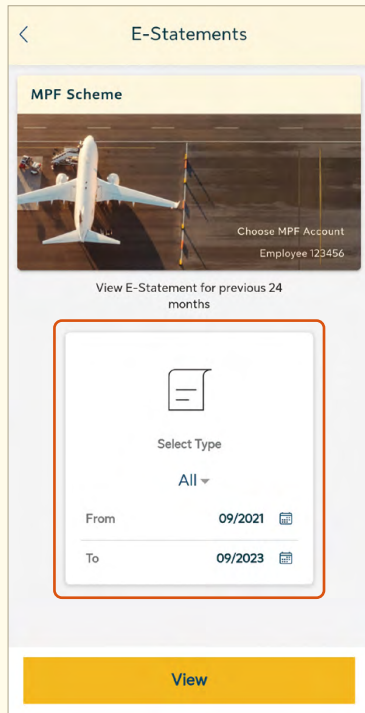 E-Statements
MPF Scheme
Choose MPF Account
Employee 123456
View E-Statement for previous 24
months
Select Type
All
From 09/2021
To 09/2023
View